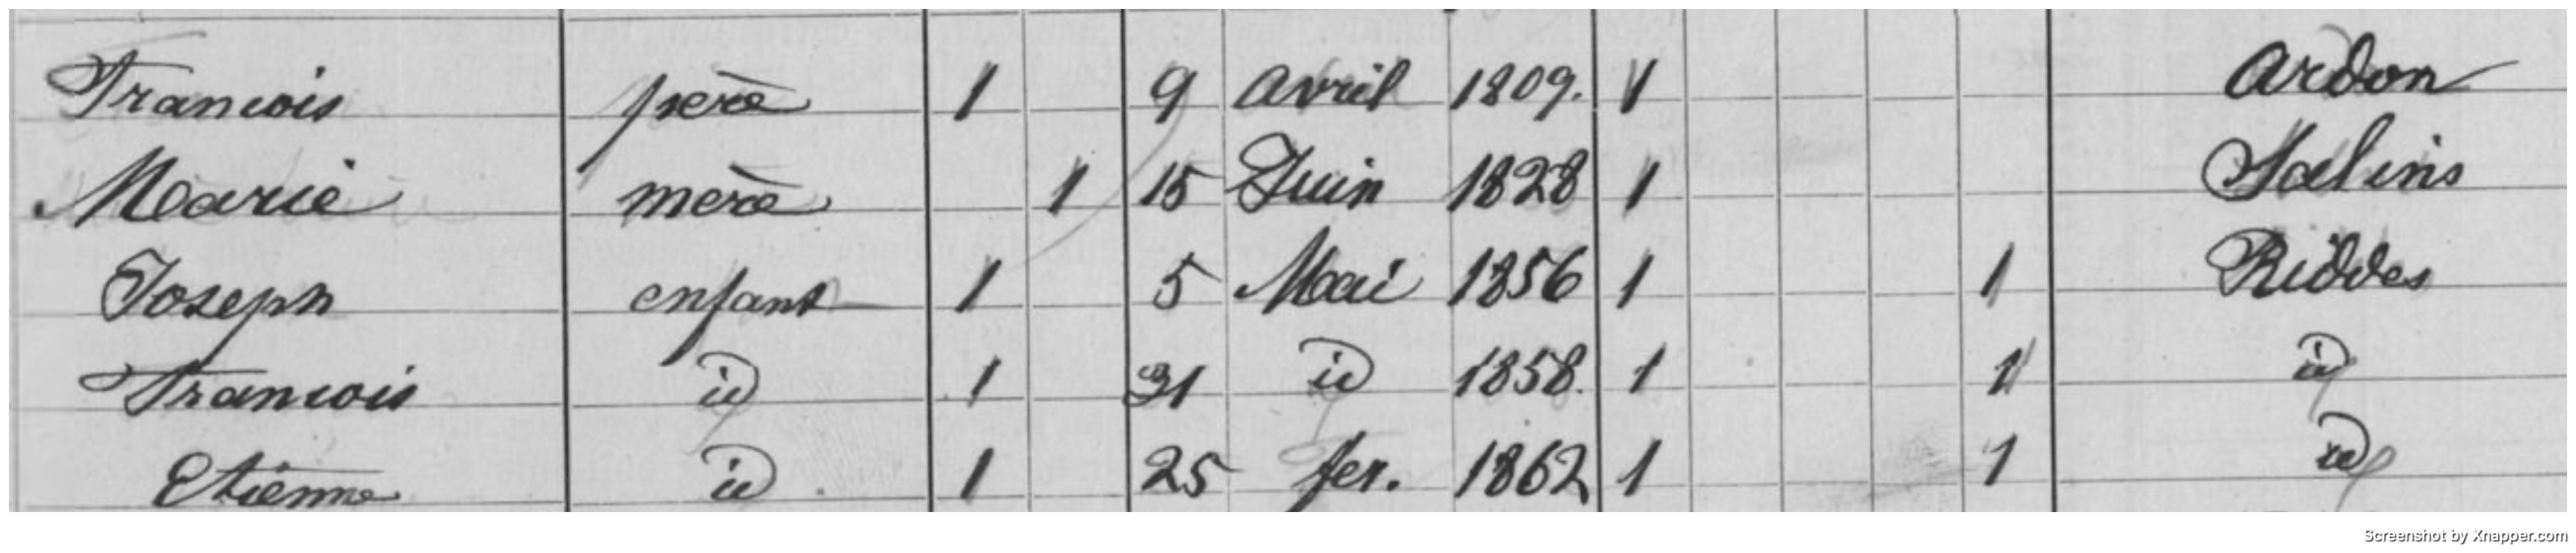 Francois père 1 9 avril 1809. 1 Ardon
Marie mère 1 15 Juin 1828 1 Salins
Joseph enfant 1 5 Mai 1856 1 1 Riddes
Francois id 1 31 id 1858. 1 1 id
Etienne id 1 25 fev. 1862 1 1 id
Screenshot by Xnapper.com